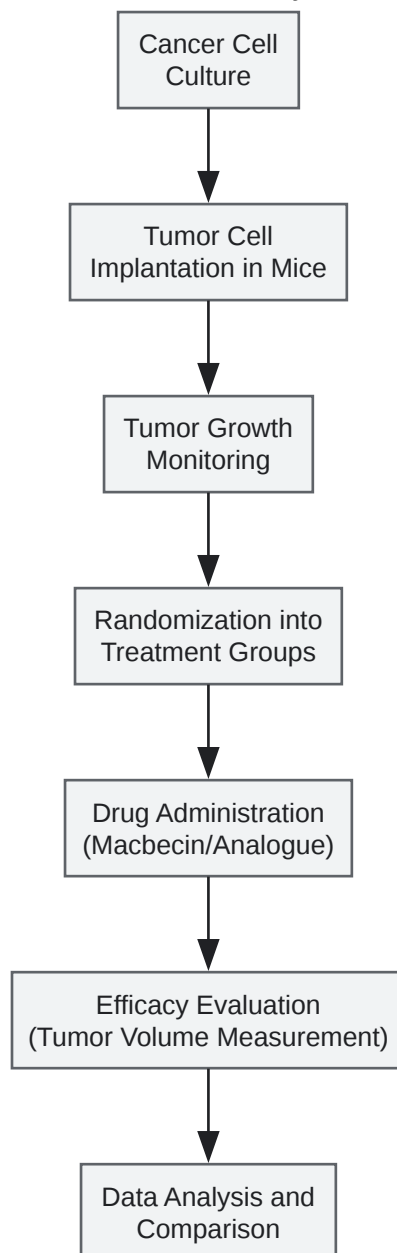 Cancer Cell
Culture
Tumor Cell
Implantation in Mice
Tumor Growth
Monitoring
Randomization into
Treatment Groups
Drug Administration
(Macbecin/Analogue)
Efficacy Evaluation
(Tumor Volume Measurement)
Data Analysis and
Comparison